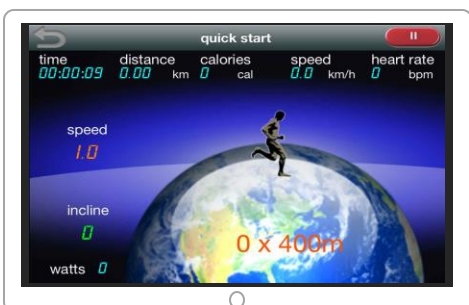 quick start
time distance calories speed heart rate
00:00:09 0.00 km 0 cal 0.0 km/h 0 bpm
speed
1.0
incline
0
0 x 400m
watts 0